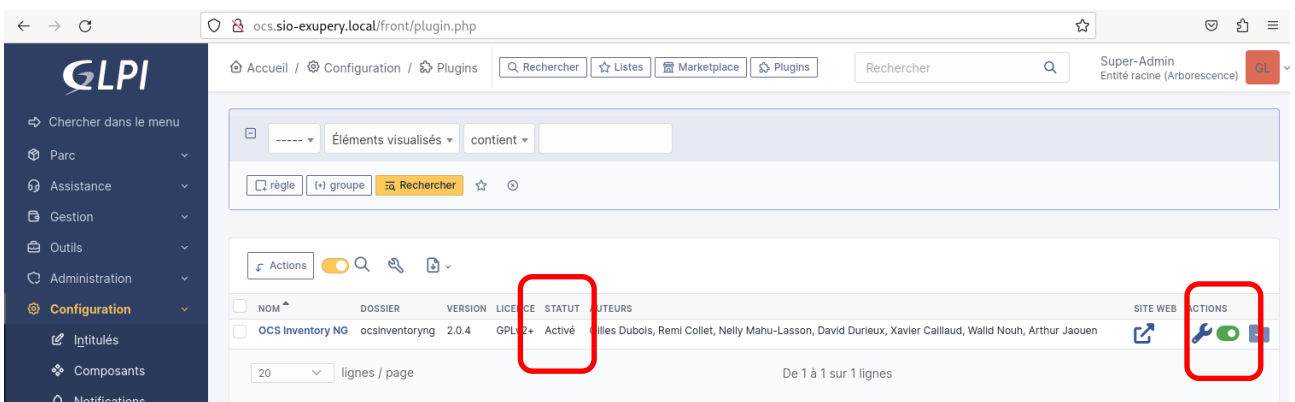 ocs.sio-exupery.local/front/plugin.php
GLPI
Accueil / Configuration / Plugins Rechercher Listes Marketplace Plugins Rechercher Super-Admin
Entité racine (Arborescence) GL
Chercher dans le menu
Parc
Assistance
Gestion
Outils
Administration
Configuration
Intitulés
Composants
Notifications
----- Éléments visualisés contient
règle (+) groupe Rechercher
Actions
NOM DOSSIER VERSION LICENCE STATUT AUTEURS SITE WEB ACTIONS
OCS Inventory NG ocsinventoryng 2.0.4 GPLv2+ Activé Gilles Dubois, Remi Collet, Nelly Mahu-Lasson, David Durieux, Xavier Caillaud, Walid Nouh, Arthur Jaouen
20 lignes / page De 1 à 1 sur 1 lignes